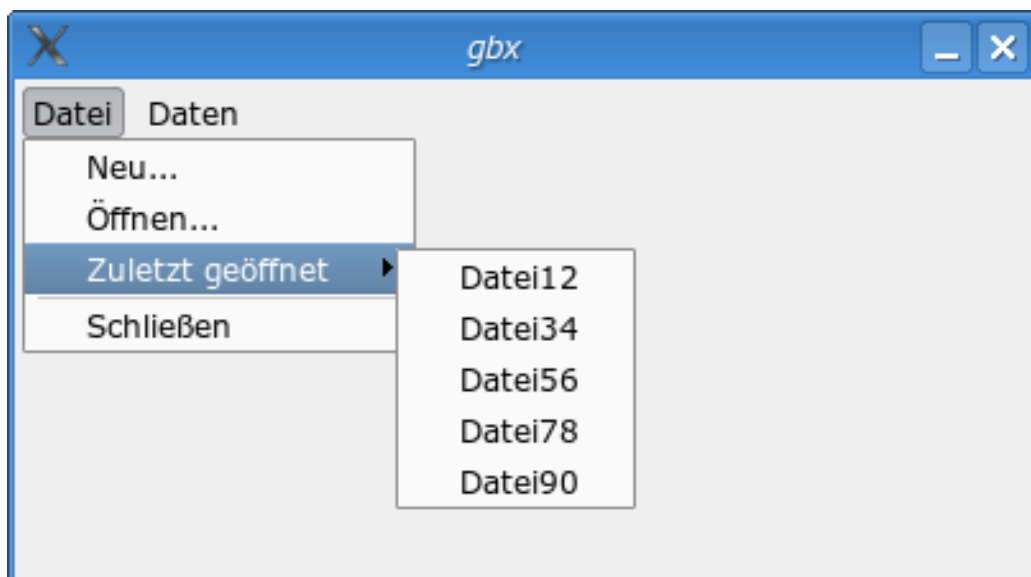 gbx
Datei Daten
Neu...
Öffnen...
Zuletzt geöffnet
Schließen
Datei12
Datei34
Datei56
Datei78
Datei90